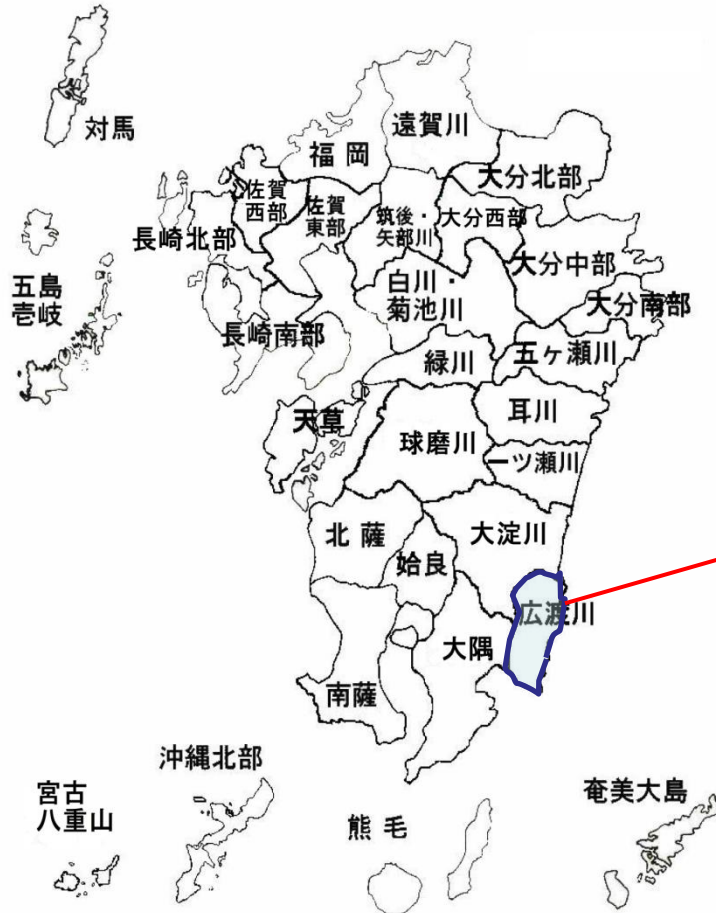 対馬
遠賀川
福岡
大分北部
佐賀
西部
佐賀
東部
筑後・
矢部川
大分西部
長崎北部
大分中部
五島
壱岐
白川・
菊池川
大分南部
長崎南部
緑川
五ヶ瀬川
天草
球磨川
耳川
一ツ瀬川
北薩
姶良
大淀川
広渡川
大隅
南薩
沖縄北部
宮古
八重山
熊毛
奄美大島